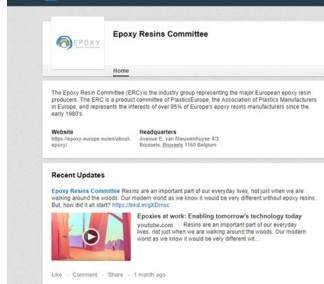 EPOXY
Epoxy Resins Committee
Home
The Epoxy Resin Committee (ERC) is the industry group representing the major European epoxy resin
producers. The ERC is a product committee of PlasticsEurope, the Association of Plastics Manufacturers
in Europe, and represents the interests of over 95% of Europe's epoxy resins manufacturers since the
early 1980's.
Website
https://epoxy-europe.eu/en/about-
epoxy/
Headquarters
Avenue E. van Nieuwenhuyse 4/3
Brussels, Brussels 1160 Belgium
Recent Updates
Epoxy Resins Committee Resins are an important part of our everyday lives, not just when we are
walking around the woods. Our modern world as we know it would be very different without epoxy resins.
But, how did it all start?
Epoxies at work: Enabling tomorrow's technology today
youtube.com - Resins are an important part of our everyday
lives, not just when we are walking around the woods. Our modern
world as we know it would be very different wit...
Like - Comment - Share - 1 month ago